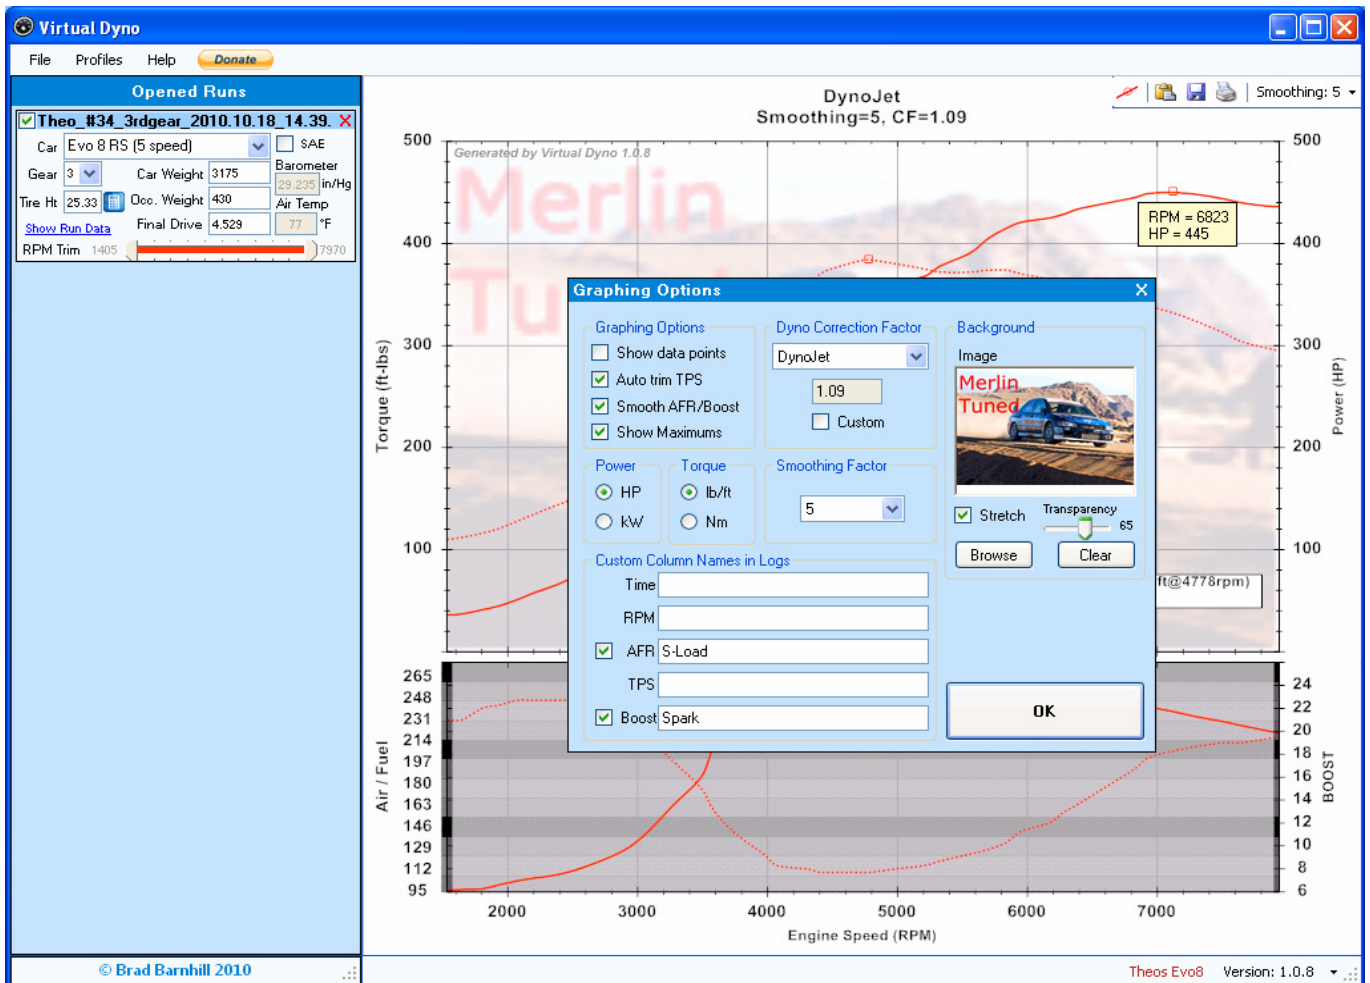 Virtual Dyno
File Profiles Help Donate
Opened Runs
Theo_#34_3rdgear_2010.10.18_14.39. X
Car Evo 8 RS (5 speed) SAE
Gear 3 Car Weight 3175 Barometer
29.235 in/Hg
Tire Ht 25.33 Occ. Weight 430 Air Temp
Show Run Data Final Drive 4.529 77 °F
RPM Trim 1405 7970
© Brad Barnhill 2010
Smoothing: 5
DynoJet
Smoothing=5, CF=1.09
Generated by Virtual Dyno 1.0.8
Merlin
Tuned
500 500
400 400
300 300
200 200
100 100
Torque (ft-lbs)
Power (HP)
RPM = 6823
HP = 445
Graphing Options X
Graphing Options
Show data points
Auto trim TPS
Smooth AFR/Boost
Show Maximums
Dyno Correction Factor
DynoJet
1.09
Custom
Background
Image
Merlin
Tuned
Stretch Transparency 65
Browse Clear
Power
HP
kW
Torque
lb/ft
Nm
Smoothing Factor
5
Custom Column Names in Logs
Time
RPM
AFR S-Load
TPS
Boost Spark
OK
ft@4778rpm)
265
248
231
214
197
180
163
146
129
112
95
Air / Fuel
24
22
20
18
16
14
12
10
8
6
BOOST
2000 3000 4000 5000 6000 7000
Engine Speed (RPM)
Theos Evo8 Version: 1.0.8